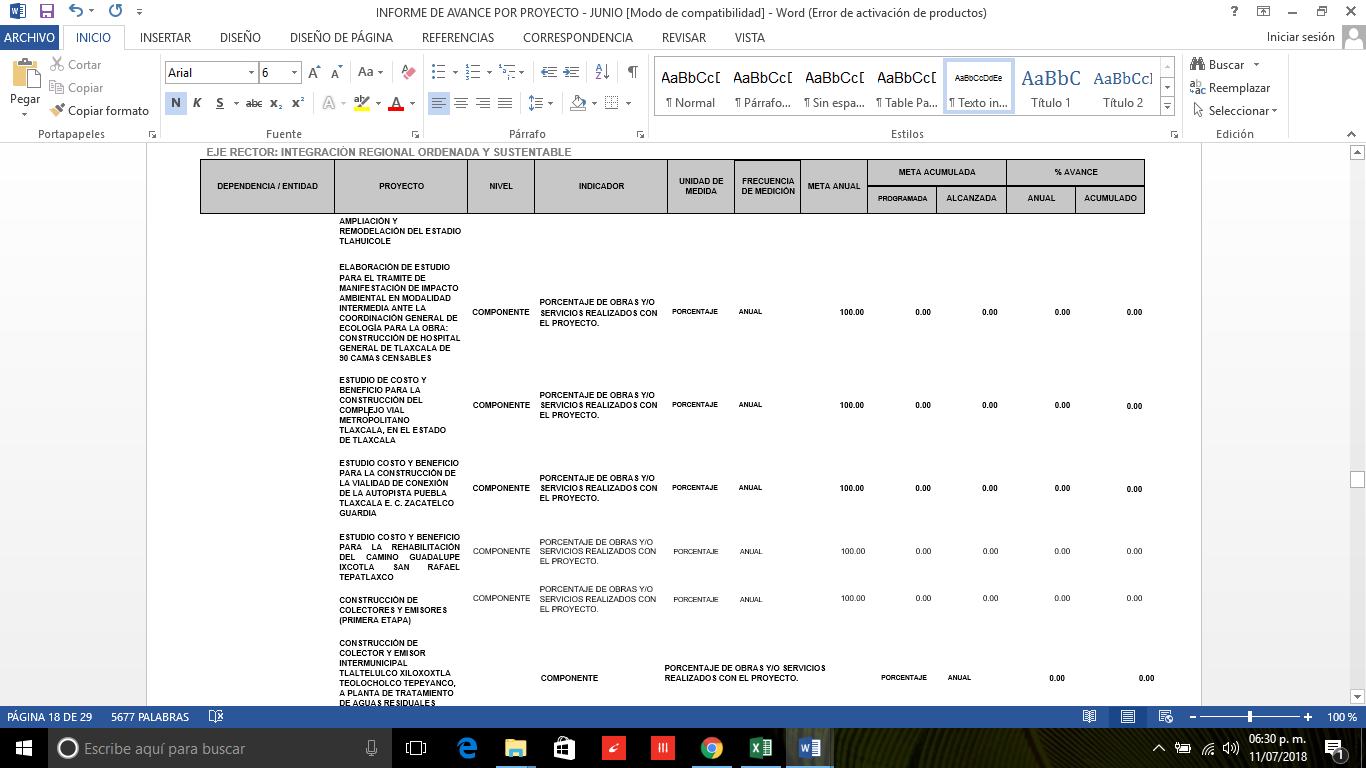 INFORME DE AVANCE POR PROYECTO - JUNIO [Modo de compatibilidad] - Word (Error de activación de productos)
ARCHIVO INICIO INSERTAR DISEÑO DISEÑO DE PÁGINA REFERENCIAS CORRESPONDENCIA REVISAR VISTA Iniciar sesión
Pegar
Cortar
Copiar
Copiar formato
Portapapeles
Arial 6
N K S abc x₂ x²
Fuente
Párrafo
AaBbCcI AaBbCcI AaBbCcI AaBbCcI AaBbCcDdEe AaBbC AaBbCcI
¶ Normal ¶ Párrafo... ¶ Sin espa... ¶ Table Pa... ¶ Texto in... Título 1 Título 2
Estilos
Buscar
Reemplazar
Seleccionar
Edición
EJE RECTOR: INTEGRACIÓN REGIONAL ORDENADA Y SUSTENTABLE
DEPENDENCIA / ENTIDAD
PROYECTO
NIVEL
INDICADOR
UNIDAD DE
MEDIDA
FRECUENCIA
DE MEDICIÓN
META ANUAL
META ACUMULADA
PROGRAMADA ALCANZADA
% AVANCE
ANUAL ACUMULADO
AMPLIACIÓN Y
REMODELACIÓN DEL ESTADIO
TLAHUICOLE
ELABORACIÓN DE ESTUDIO
PARA EL TRAMITE DE
MANIFESTACIÓN DE IMPACTO
AMBIENTAL EN MODALIDAD
INTERMEDIA ANTE LA
COORDINACIÓN GENERAL DE
ECOLOGÍA PARA LA OBRA:
CONSTRUCCIÓN DE HOSPITAL
GENERAL DE TLAXCALA DE
90 CAMAS CENSABLES
COMPONENTE
PORCENTAJE DE OBRAS Y/O
SERVICIOS REALIZADOS CON
EL PROYECTO.
PORCENTAJE ANUAL 100.00 0.00 0.00 0.00 0.00
ESTUDIO DE COSTO Y
BENEFICIO PARA LA
CONSTRUCCIÓN DEL
COMPLEJO VIAL
METROPOLITANO
TLAXCALA, EN EL ESTADO
DE TLAXCALA
COMPONENTE
PORCENTAJE DE OBRAS Y/O
SERVICIOS REALIZADOS CON
EL PROYECTO.
PORCENTAJE ANUAL 100.00 0.00 0.00 0.00 0.00
ESTUDIO COSTO Y BENEFICIO
PARA LA CONSTRUCCIÓN DE
LA VIALIDAD DE CONEXIÓN
DE LA AUTOPISTA PUEBLA
TLAXCALA E. C. ZACATELCO
GUARDIA
COMPONENTE
PORCENTAJE DE OBRAS Y/O
SERVICIOS REALIZADOS CON
EL PROYECTO.
PORCENTAJE ANUAL 100.00 0.00 0.00 0.00 0.00
ESTUDIO COSTO Y BENEFICIO
PARA LA REHABILITACIÓN
DEL CAMINO GUADALUPE
IXCOTLA SAN RAFAEL
TEPATLAXCO
COMPONENTE
PORCENTAJE DE OBRAS Y/O
SERVICIOS REALIZADOS CON
EL PROYECTO.
PORCENTAJE ANUAL 100.00 0.00 0.00 0.00 0.00
CONSTRUCCIÓN DE
COLECTORES Y EMISORES
(PRIMERA ETAPA)
COMPONENTE
PORCENTAJE DE OBRAS Y/O
SERVICIOS REALIZADOS CON
EL PROYECTO.
PORCENTAJE ANUAL 100.00 0.00 0.00 0.00 0.00
CONSTRUCCIÓN DE
COLECTOR Y EMISOR
INTERMUNICIPAL
TLALTELULCO XILOXOXTLA
TEOLOCHOLCO TEPEYANCO,
A PLANTA DE TRATAMIENTO
DE AGUAS RESIDUALES
COMPONENTE
PORCENTAJE DE OBRAS Y/O SERVICIOS
REALIZADOS CON EL PROYECTO.
PORCENTAJE ANUAL 0.00 0.00
PÁGINA 18 DE 29 5677 PALABRAS 100 %
Escribe aquí para buscar
06:30 p. m.
11/07/2018
1